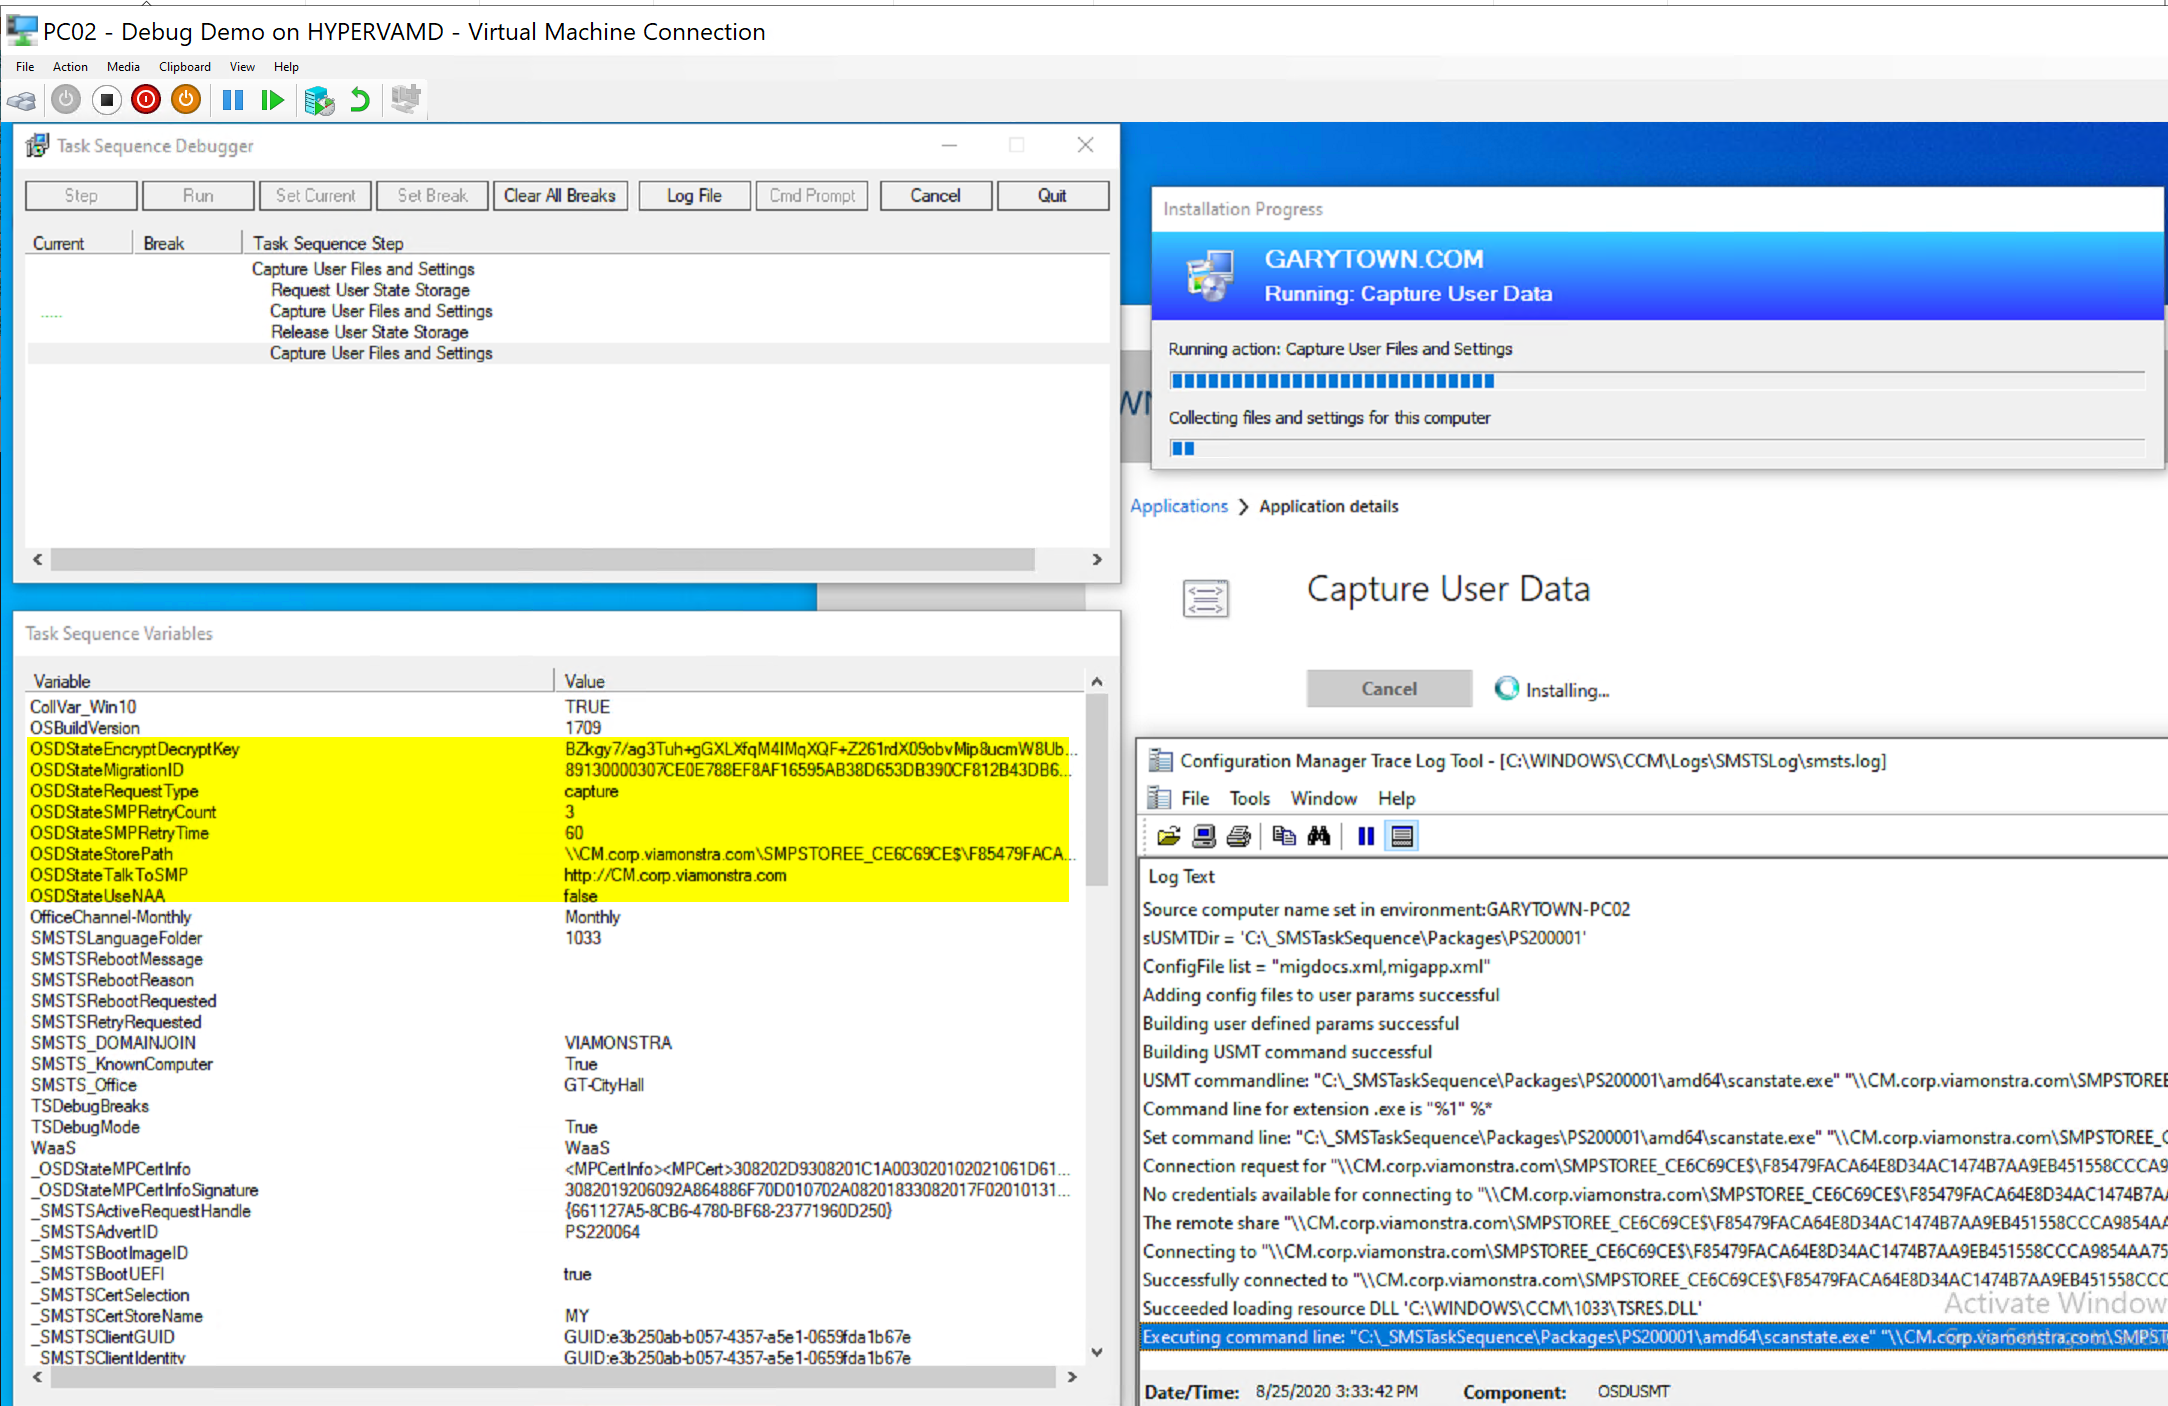 PC02 - Debug Demo on HYPERVAMD - Virtual Machine Connection
File Action Media Clipboard View Help
Task Sequence Debugger
Step Run Set Current Set Break Clear All Breaks Log File Cmd Prompt Cancel Quit
Current Break Task Sequence Step
Capture User Files and Settings
Request User State Storage
..... Capture User Files and Settings
Release User State Storage
Capture User Files and Settings
Task Sequence Variables
Variable Value
CollVar_Win10 TRUE
OSBuildVersion 1709
OSDStateEncryptDecryptKey BZkgy7/ag3Tuh+gGXLXfqM4IMqXQF+Z261rdX09obvMip8ucmW8Ub...
OSDStateMigrationID 89130000307CE0E788EF8AF16595AB38D653DB390CF812B43DB6...
OSDStateRequestType capture
OSDStateSMPRetryCount 3
OSDStateSMPRetryTime 60
OSDStateStorePath \\CM.corp.viamonstra.com\SMPSTOREE_CE6C69CE$\F85479FACA...
OSDStateTalkToSMP http://CM.corp.viamonstra.com
OSDStateUseNAA false
OfficeChannel-Monthly Monthly
SMSTSLanguageFolder 1033
SMSTSRebootMessage
SMSTSRebootReason
SMSTSRebootRequested
SMSTSRetryRequested
SMSTS_DOMAINJOIN VIAMONSTRA
SMSTS_KnownComputer True
SMSTS_Office GT-CityHall
TSDebugBreaks
TSDebugMode True
WaaS WaaS
_OSDStateMPCertInfo <MPCertInfo><MPCert>308202D9308201C1A003020102021061D61...
_OSDStateMPCertInfoSignature 3082019206092A864886F70D010702A08201833082017F02010131...
_SMSTSActiveRequestHandle {661127A5-8CB6-4780-BF68-23771960D250}
_SMSTSAdvertID PS220064
_SMSTSBootImageID
_SMSTSBootUEFI true
_SMSTSCertSelection
_SMSTSCertStoreName MY
_SMSTSClientGUID GUID:e3b250ab-b057-4357-a5e1-0659fda1b67e
_SMSTSClientIdentity GUID:e3b250ab-b057-4357-a5e1-0659fda1b67e
Installation Progress
GARYTOWN.COM
Running: Capture User Data
Running action: Capture User Files and Settings
Collecting files and settings for this computer
WN
Applications > Application details
Capture User Data
Cancel Installing...
Configuration Manager Trace Log Tool - [C:\WINDOWS\CCM\Logs\SMSTSLog\smsts.log]
File Tools Window Help
Log Text
Source computer name set in environment:GARYTOWN-PC02
sUSMTDir = 'C:\_SMSTaskSequence\Packages\PS200001'
ConfigFile list = "migdocs.xml,migapp.xml"
Adding config files to user params successful
Building user defined params successful
Building USMT command successful
USMT commandline: "C:\_SMSTaskSequence\Packages\PS200001\amd64\scanstate.exe" "\\CM.corp.viamonstra.com\SMPSTOREE
Command line for extension .exe is "%1" %*
Set command line: "C:\_SMSTaskSequence\Packages\PS200001\amd64\scanstate.exe" "\\CM.corp.viamonstra.com\SMPSTOREE_C
Connection request for "\\CM.corp.viamonstra.com\SMPSTOREE_CE6C69CE$\F85479FACA64E8D34AC1474B7AA9EB451558CCCA9
No credentials available for connecting to "\\CM.corp.viamonstra.com\SMPSTOREE_CE6C69CE$\F85479FACA64E8D34AC1474B7AA
The remote share "\\CM.corp.viamonstra.com\SMPSTOREE_CE6C69CE$\F85479FACA64E8D34AC1474B7AA9EB451558CCCA9854AA
Connecting to "\\CM.corp.viamonstra.com\SMPSTOREE_CE6C69CE$\F85479FACA64E8D34AC1474B7AA9EB451558CCCA9854AA75
Successfully connected to "\\CM.corp.viamonstra.com\SMPSTOREE_CE6C69CE$\F85479FACA64E8D34AC1474B7AA9EB451558CCC
Succeeded loading resource DLL 'C:\WINDOWS\CCM\1033\TSRES.DLL'
Activate Window
Executing command line: "C:\_SMSTaskSequence\Packages\PS200001\amd64\scanstate.exe" "\\CM.corp.viamonstra.com\SMPST
Date/Time: 8/25/2020 3:33:42 PM Component: OSDUSMT